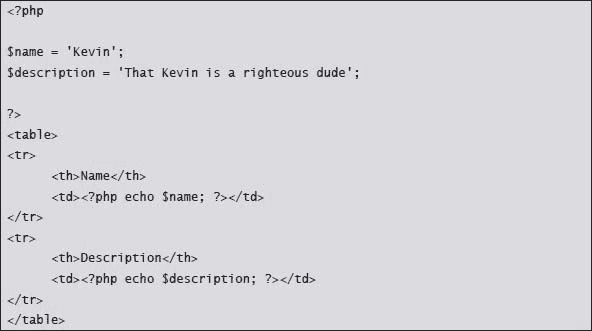 <?php

$name = 'Kevin';
$description = 'That Kevin is a righteous dude';

?>
<table>
<tr>
      <th>Name</th>
      <td><?php echo $name; ?></td>
</tr>
<tr>
      <th>Description</th>
      <td><?php echo $description; ?></td>
</tr>
</table>